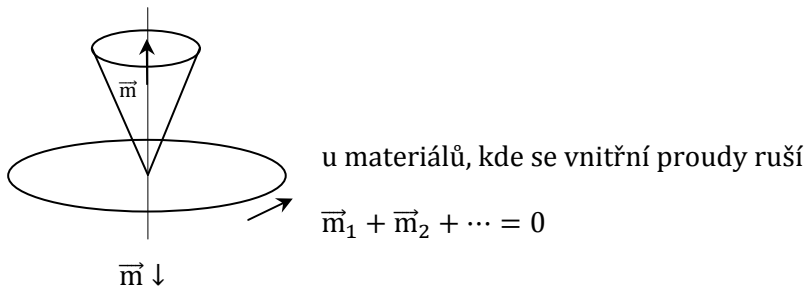 m⃗
u materiálů, kde se vnitřní proudy ruší
m⃗₁ + m⃗₂ + ⋯ = 0
m⃗ ↓